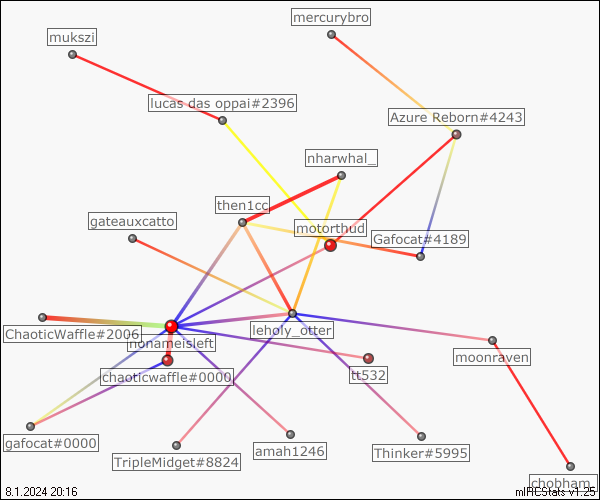 mercurybro
mukszi
lucas das oppai#2396
Azure Reborn#4243
nharwhal_
then1cc
gateauxcatto
motorthud
Gafocat#4189
leholy_otter
ChaoticWaffle#2006
nonameisleft
moonraven
chaoticwaffle#0000
tt532
gafocat#0000
amah1246
Thinker#5995
TripleMidget#8824
chobham_
8.1.2024 20:16
mIRCStats v1.25